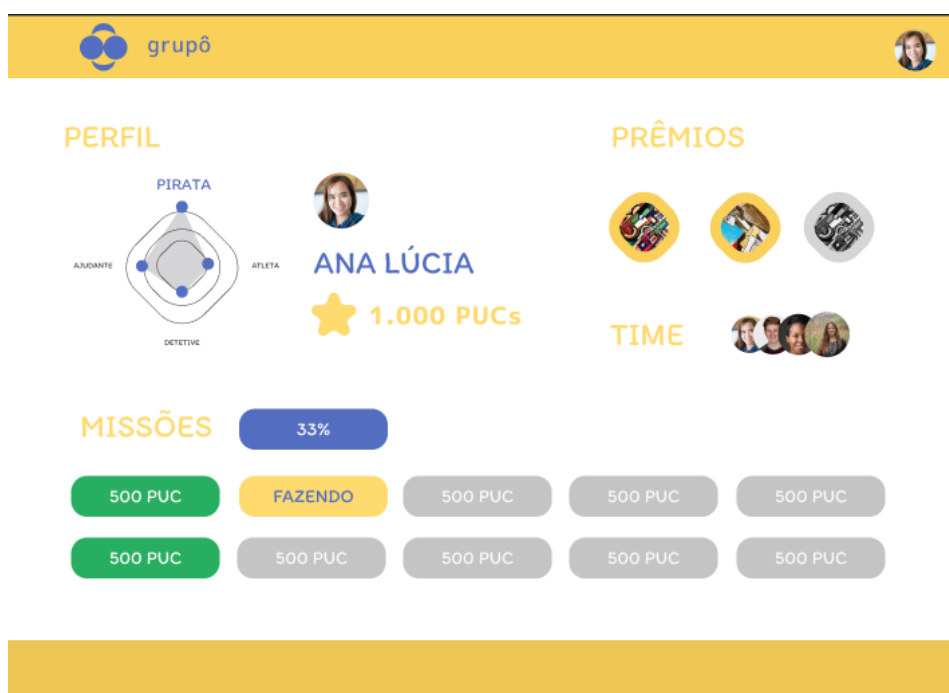 grupô
PERFIL
PRÊMIOS
PIRATA
AJUDANTE
ATLETA
DETETIVE
ANA LÚCIA
1.000 PUCs
TIME
MISSÕES
33%
500 PUC
FAZENDO
500 PUC
500 PUC
500 PUC
500 PUC
500 PUC
500 PUC
500 PUC
500 PUC